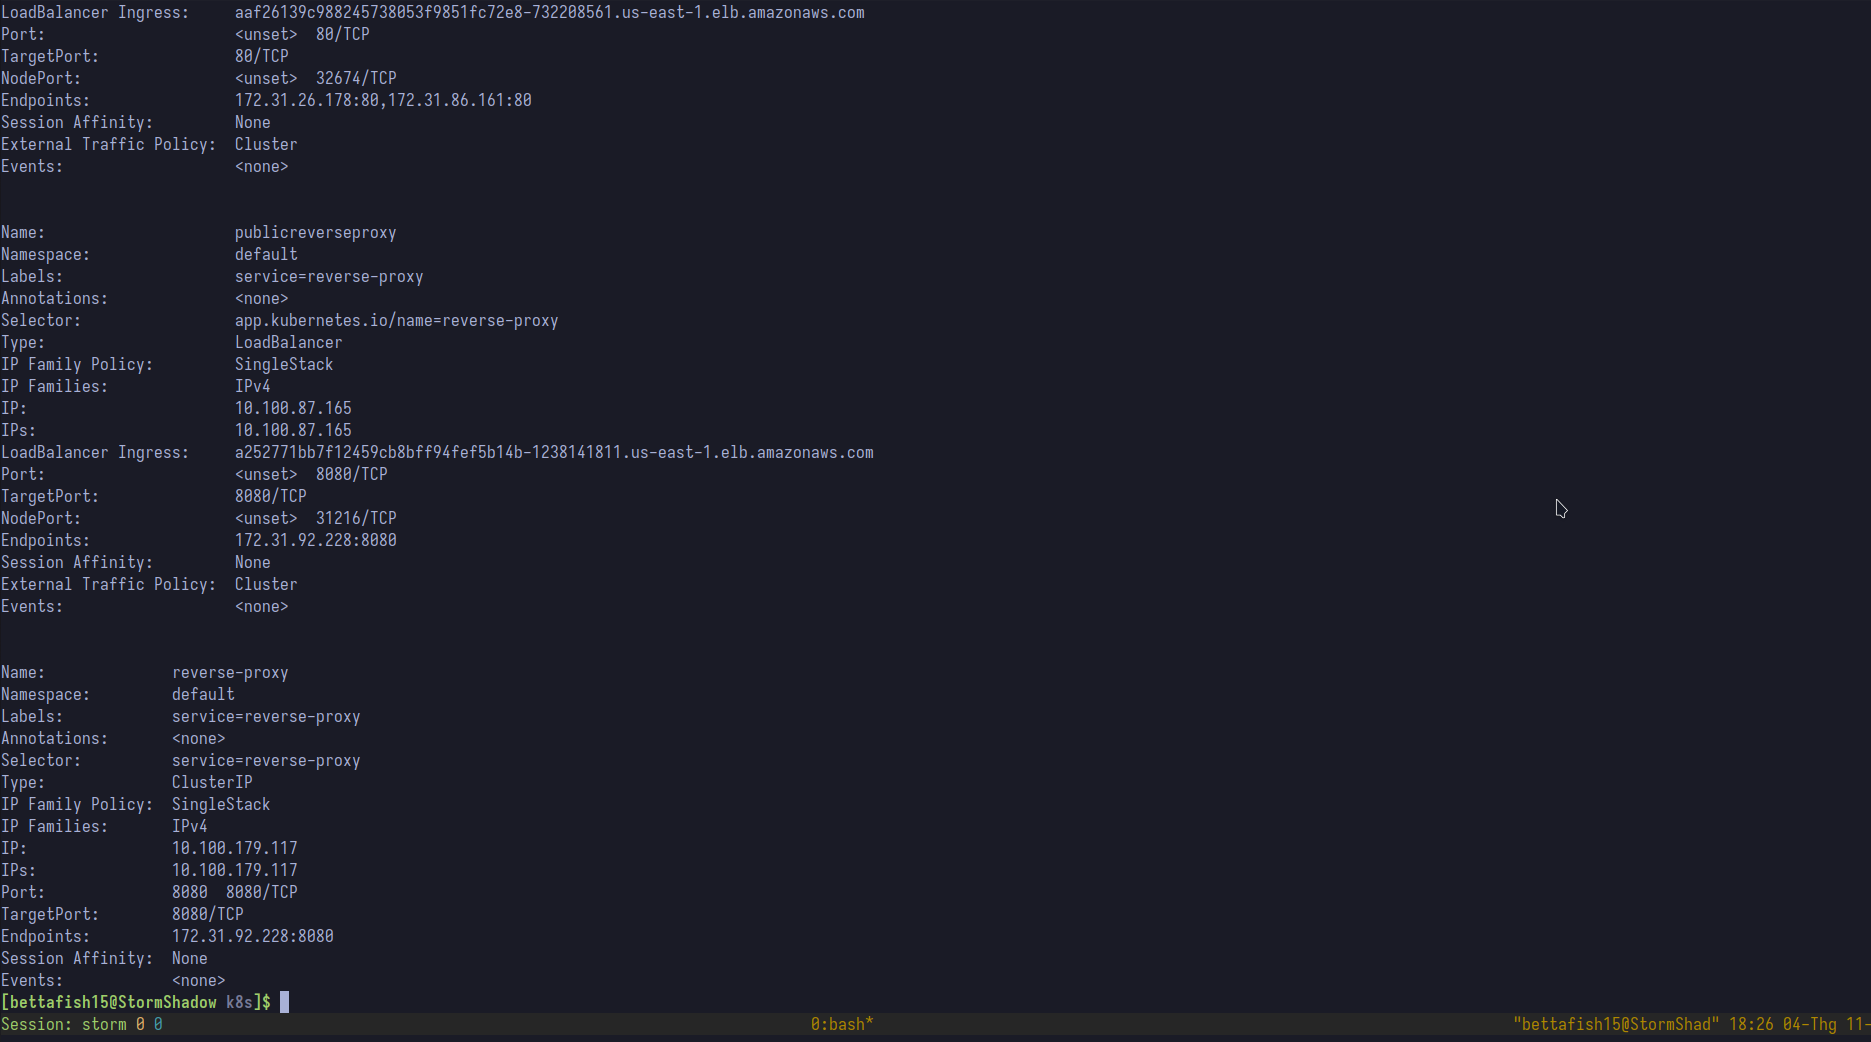 LoadBalancer Ingress:     aaf26139c988245738053f9851fc72e8-732208561.us-east-1.elb.amazonaws.com
Port:                     <unset>  80/TCP
TargetPort:               80/TCP
NodePort:                 <unset>  32674/TCP
Endpoints:                172.31.26.178:80,172.31.86.161:80
Session Affinity:         None
External Traffic Policy:  Cluster
Events:                   <none>
Name:                     publicreverseproxy
Namespace:                default
Labels:                   service=reverse-proxy
Annotations:              <none>
Selector:                 app.kubernetes.io/name=reverse-proxy
Type:                     LoadBalancer
IP Family Policy:         SingleStack
IP Families:              IPv4
IP:                       10.100.87.165
IPs:                      10.100.87.165
LoadBalancer Ingress:     a252771bb7f12459cb8bff94fef5b14b-1238141811.us-east-1.elb.amazonaws.com
Port:                     <unset>  8080/TCP
TargetPort:               8080/TCP
NodePort:                 <unset>  31216/TCP
Endpoints:                172.31.92.228:8080
Session Affinity:         None
External Traffic Policy:  Cluster
Events:                   <none>
Name:              reverse-proxy
Namespace:         default
Labels:            service=reverse-proxy
Annotations:       <none>
Selector:          service=reverse-proxy
Type:              ClusterIP
IP Family Policy:  SingleStack
IP Families:       IPv4
IP:                10.100.179.117
IPs:               10.100.179.117
Port:              8080  8080/TCP
TargetPort:        8080/TCP
Endpoints:         172.31.92.228:8080
Session Affinity:  None
Events:            <none>
[bettafish15@StormShadow k8s]$
Session: storm 0 0 0:bash* "bettafish15@StormShad" 18:26 04-Thg 11-